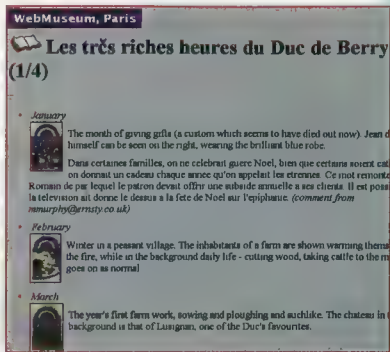 WebMuseum, Paris
Les trčs riches heures du Duc de Berry
(1/4)
January
The month of giving gifts (a custom which seems to have died out now). Jean d
himself can be seen on the right, wearing the brilliant blue robe.
Dans certaines familles, on ne celebrait guere Noel, bien que certains soient cat
on donnait un cadeau chaque annee qu'on appelait les etrennes. Ce mot remonte
Romain de par lequel le patron devait offrir une subside annuelle a ses clients. Il est poss
la television ait donne le dessus a la fete de Noel sur l'epiphanie. (comment from
mmurphy@ernsty.co.uk)
February
Winter in a peasant village. The inhabitants of a farm are shown warming thems
the fire, while in the background daily life - cutting wood, taking cattle to the m
goes on as normal
March
The year's first farm work, sowing and ploughing and suchlike. The chateau in t
background is that of Lusignan, one of the Duc's favourites.